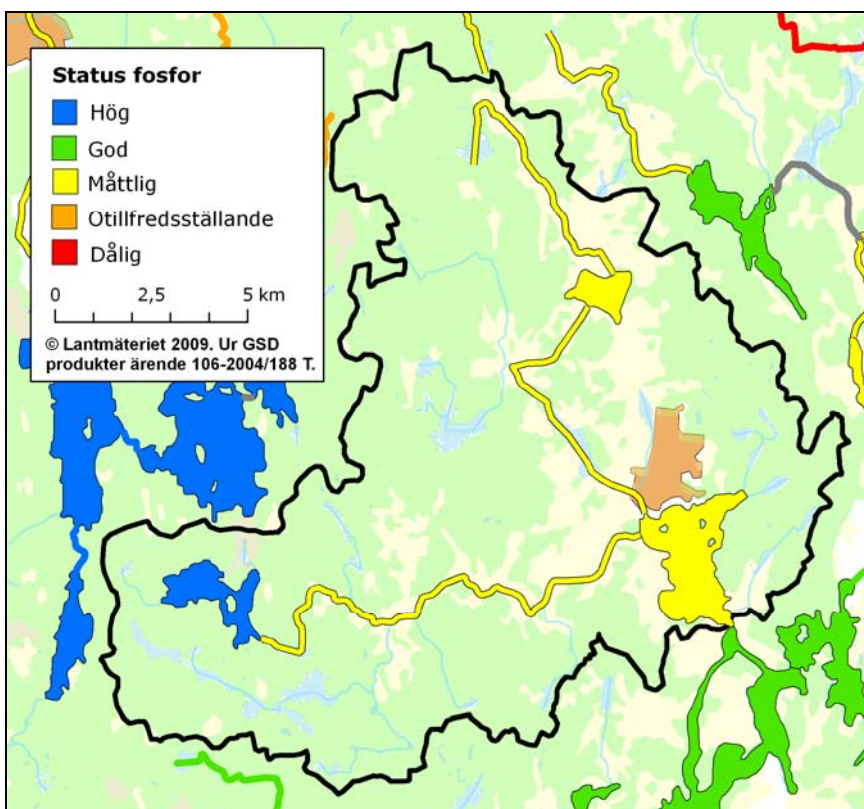 Status fosfor
Hög
God
Måttlig
Otillfredsställande
Dålig
0 2,5 5 km
© Lantmäteriet 2009. Ur GSD
produkter ärende 106-2004/188 T.